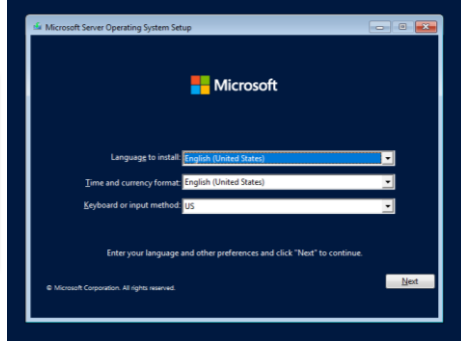 Microsoft Server Operating System Setup
Microsoft
Language to install: English (United States)
Time and currency format: English (United States)
Keyboard or input method: US
Enter your language and other preferences and click "Next" to continue.
© Microsoft Corporation. All rights reserved.
Next